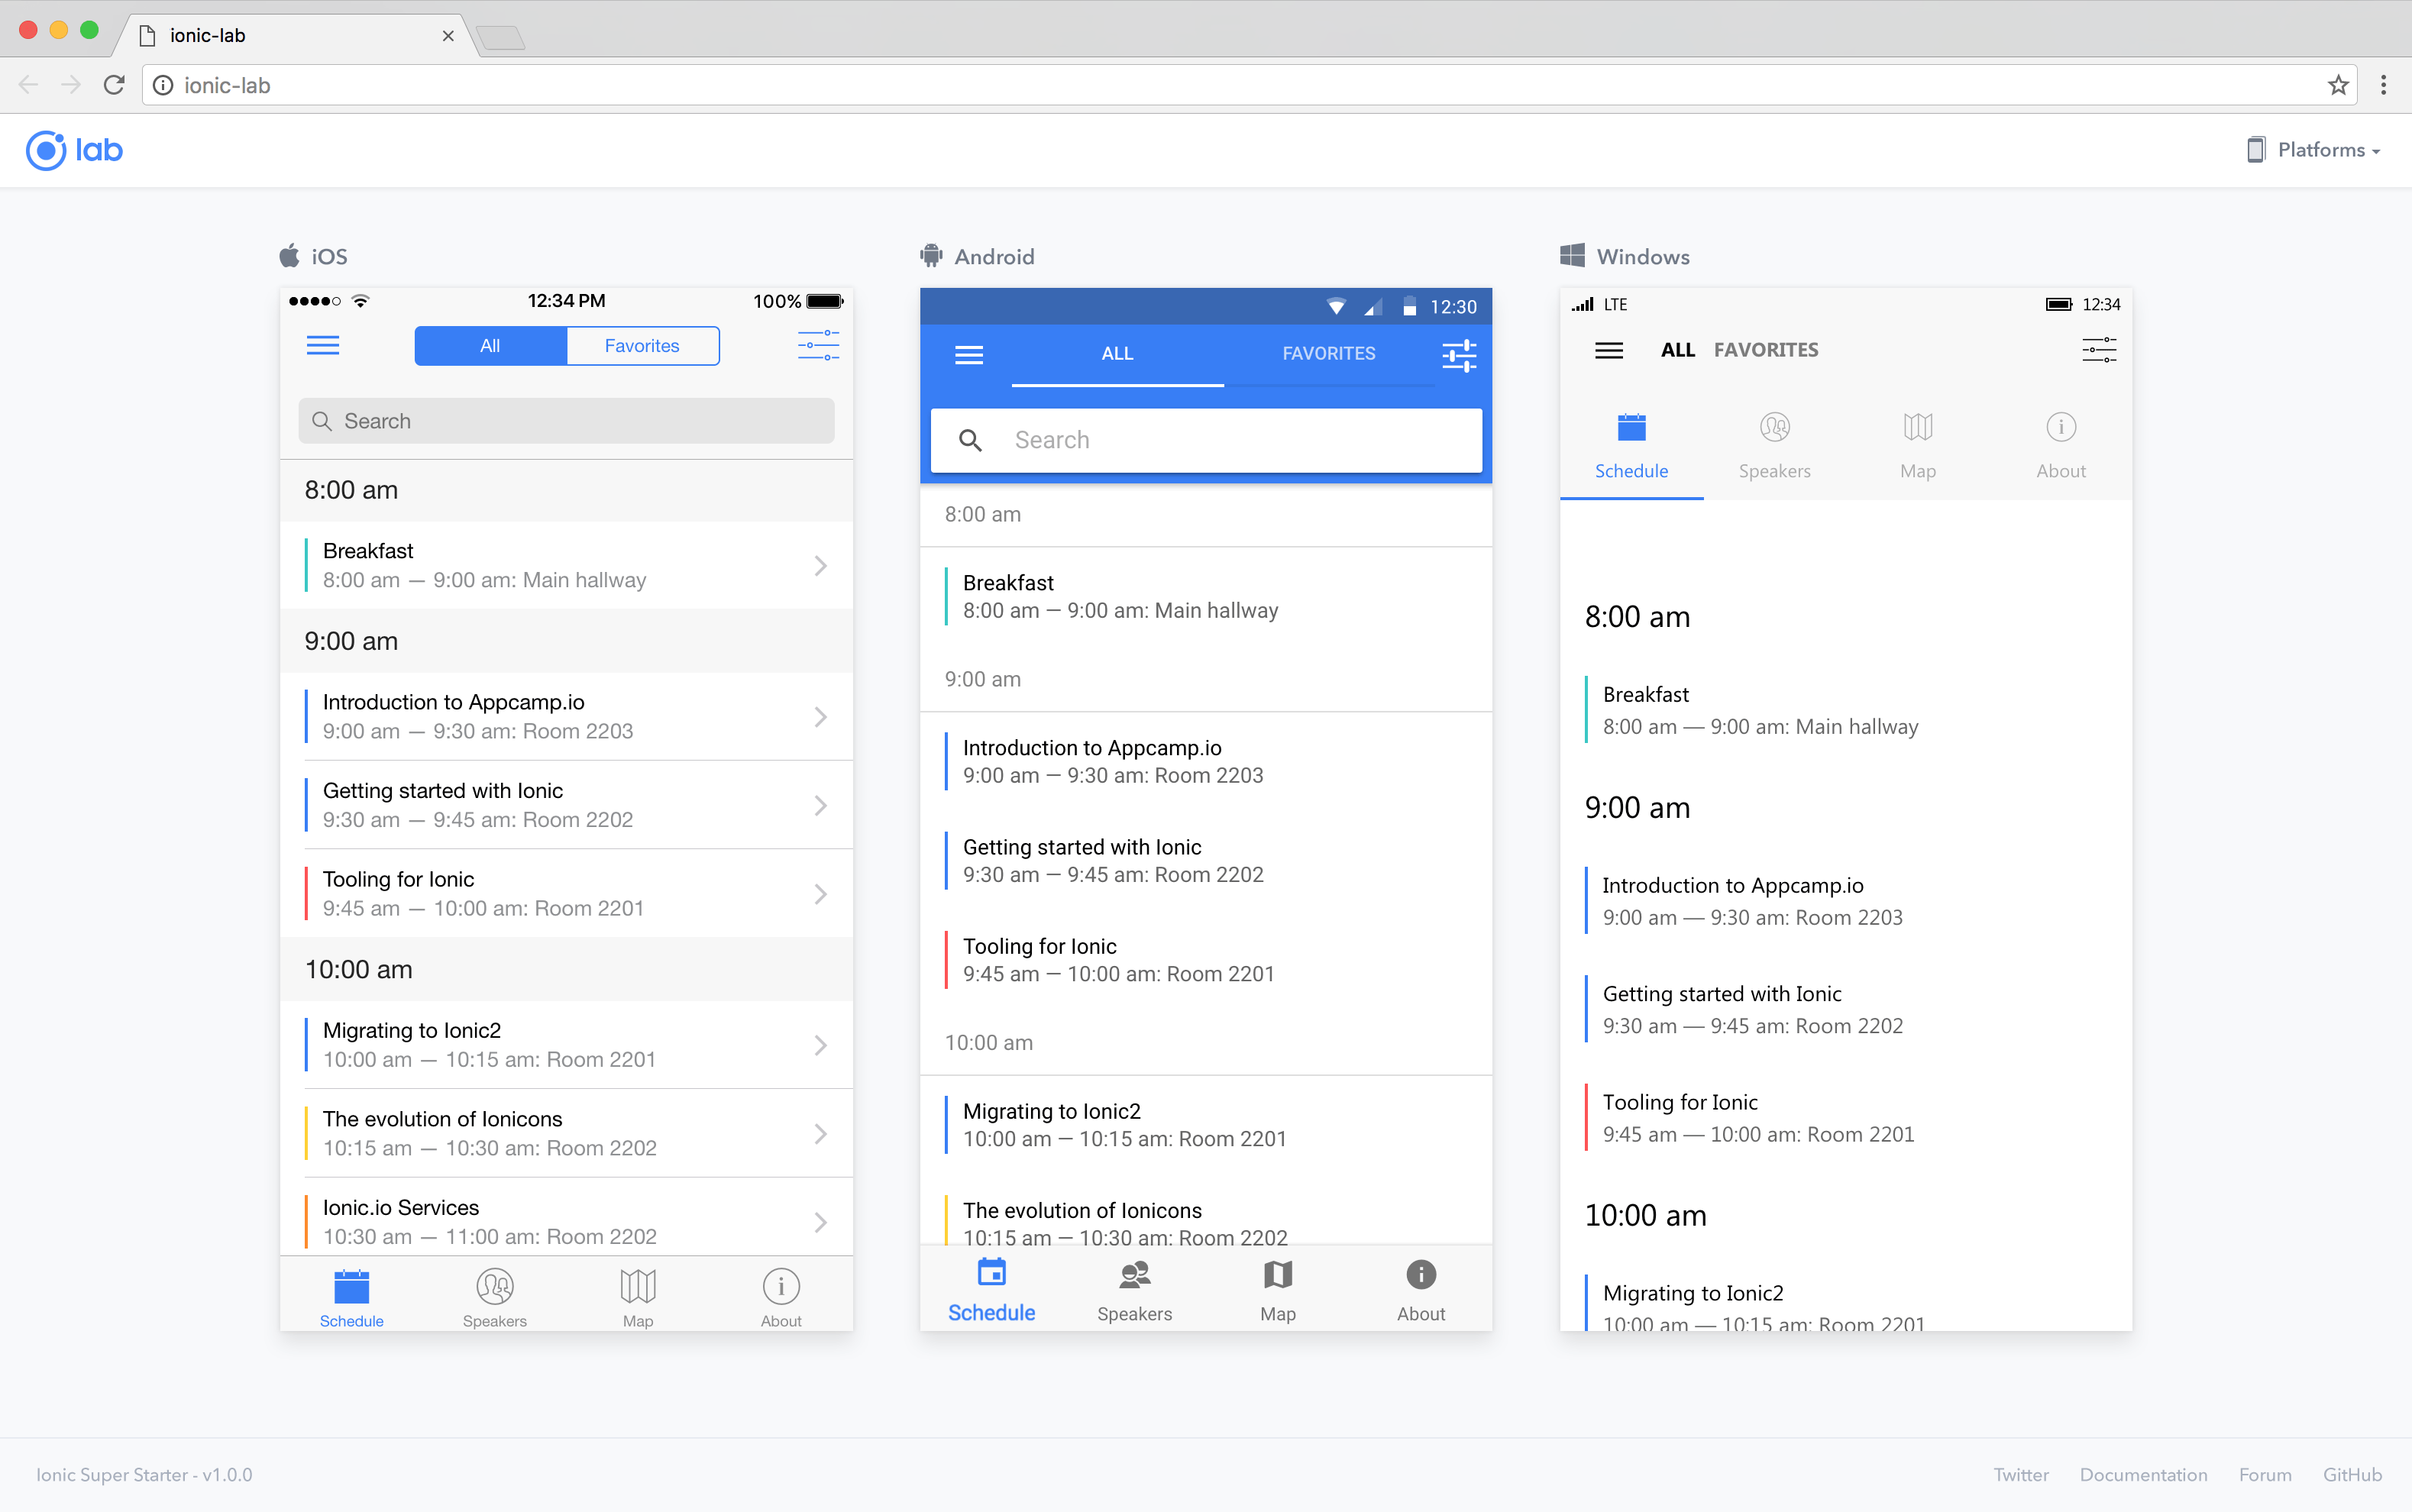 ionic-lab
ionic-lab
lab
Platforms
iOS
12:34 PM
100%
All
Favorites
Search
8:00 am
Breakfast
8:00 am — 9:00 am: Main hallway
9:00 am
Introduction to Appcamp.io
9:00 am — 9:30 am: Room 2203
Getting started with Ionic
9:30 am — 9:45 am: Room 2202
Tooling for Ionic
9:45 am — 10:00 am: Room 2201
10:00 am
Migrating to Ionic2
10:00 am — 10:15 am: Room 2201
The evolution of Ionicons
10:15 am — 10:30 am: Room 2202
Ionic.io Services
10:30 am — 11:00 am: Room 2202
Schedule
Speakers
Map
About
Android
12:30
ALL
FAVORITES
Search
8:00 am
Breakfast
8:00 am — 9:00 am: Main hallway
9:00 am
Introduction to Appcamp.io
9:00 am — 9:30 am: Room 2203
Getting started with Ionic
9:30 am — 9:45 am: Room 2202
Tooling for Ionic
9:45 am — 10:00 am: Room 2201
10:00 am
Migrating to Ionic2
10:00 am — 10:15 am: Room 2201
The evolution of Ionicons
10:15 am — 10:30 am: Room 2202
Schedule
Speakers
Map
About
Windows
LTE
12:34
ALL FAVORITES
Schedule
Speakers
Map
About
8:00 am
Breakfast
8:00 am — 9:00 am: Main hallway
9:00 am
Introduction to Appcamp.io
9:00 am — 9:30 am: Room 2203
Getting started with Ionic
9:30 am — 9:45 am: Room 2202
Tooling for Ionic
9:45 am — 10:00 am: Room 2201
10:00 am
Migrating to Ionic2
10:00 am — 10:15 am: Room 2201
Ionic Super Starter - v1.0.0
Twitter
Documentation
Forum
GitHub